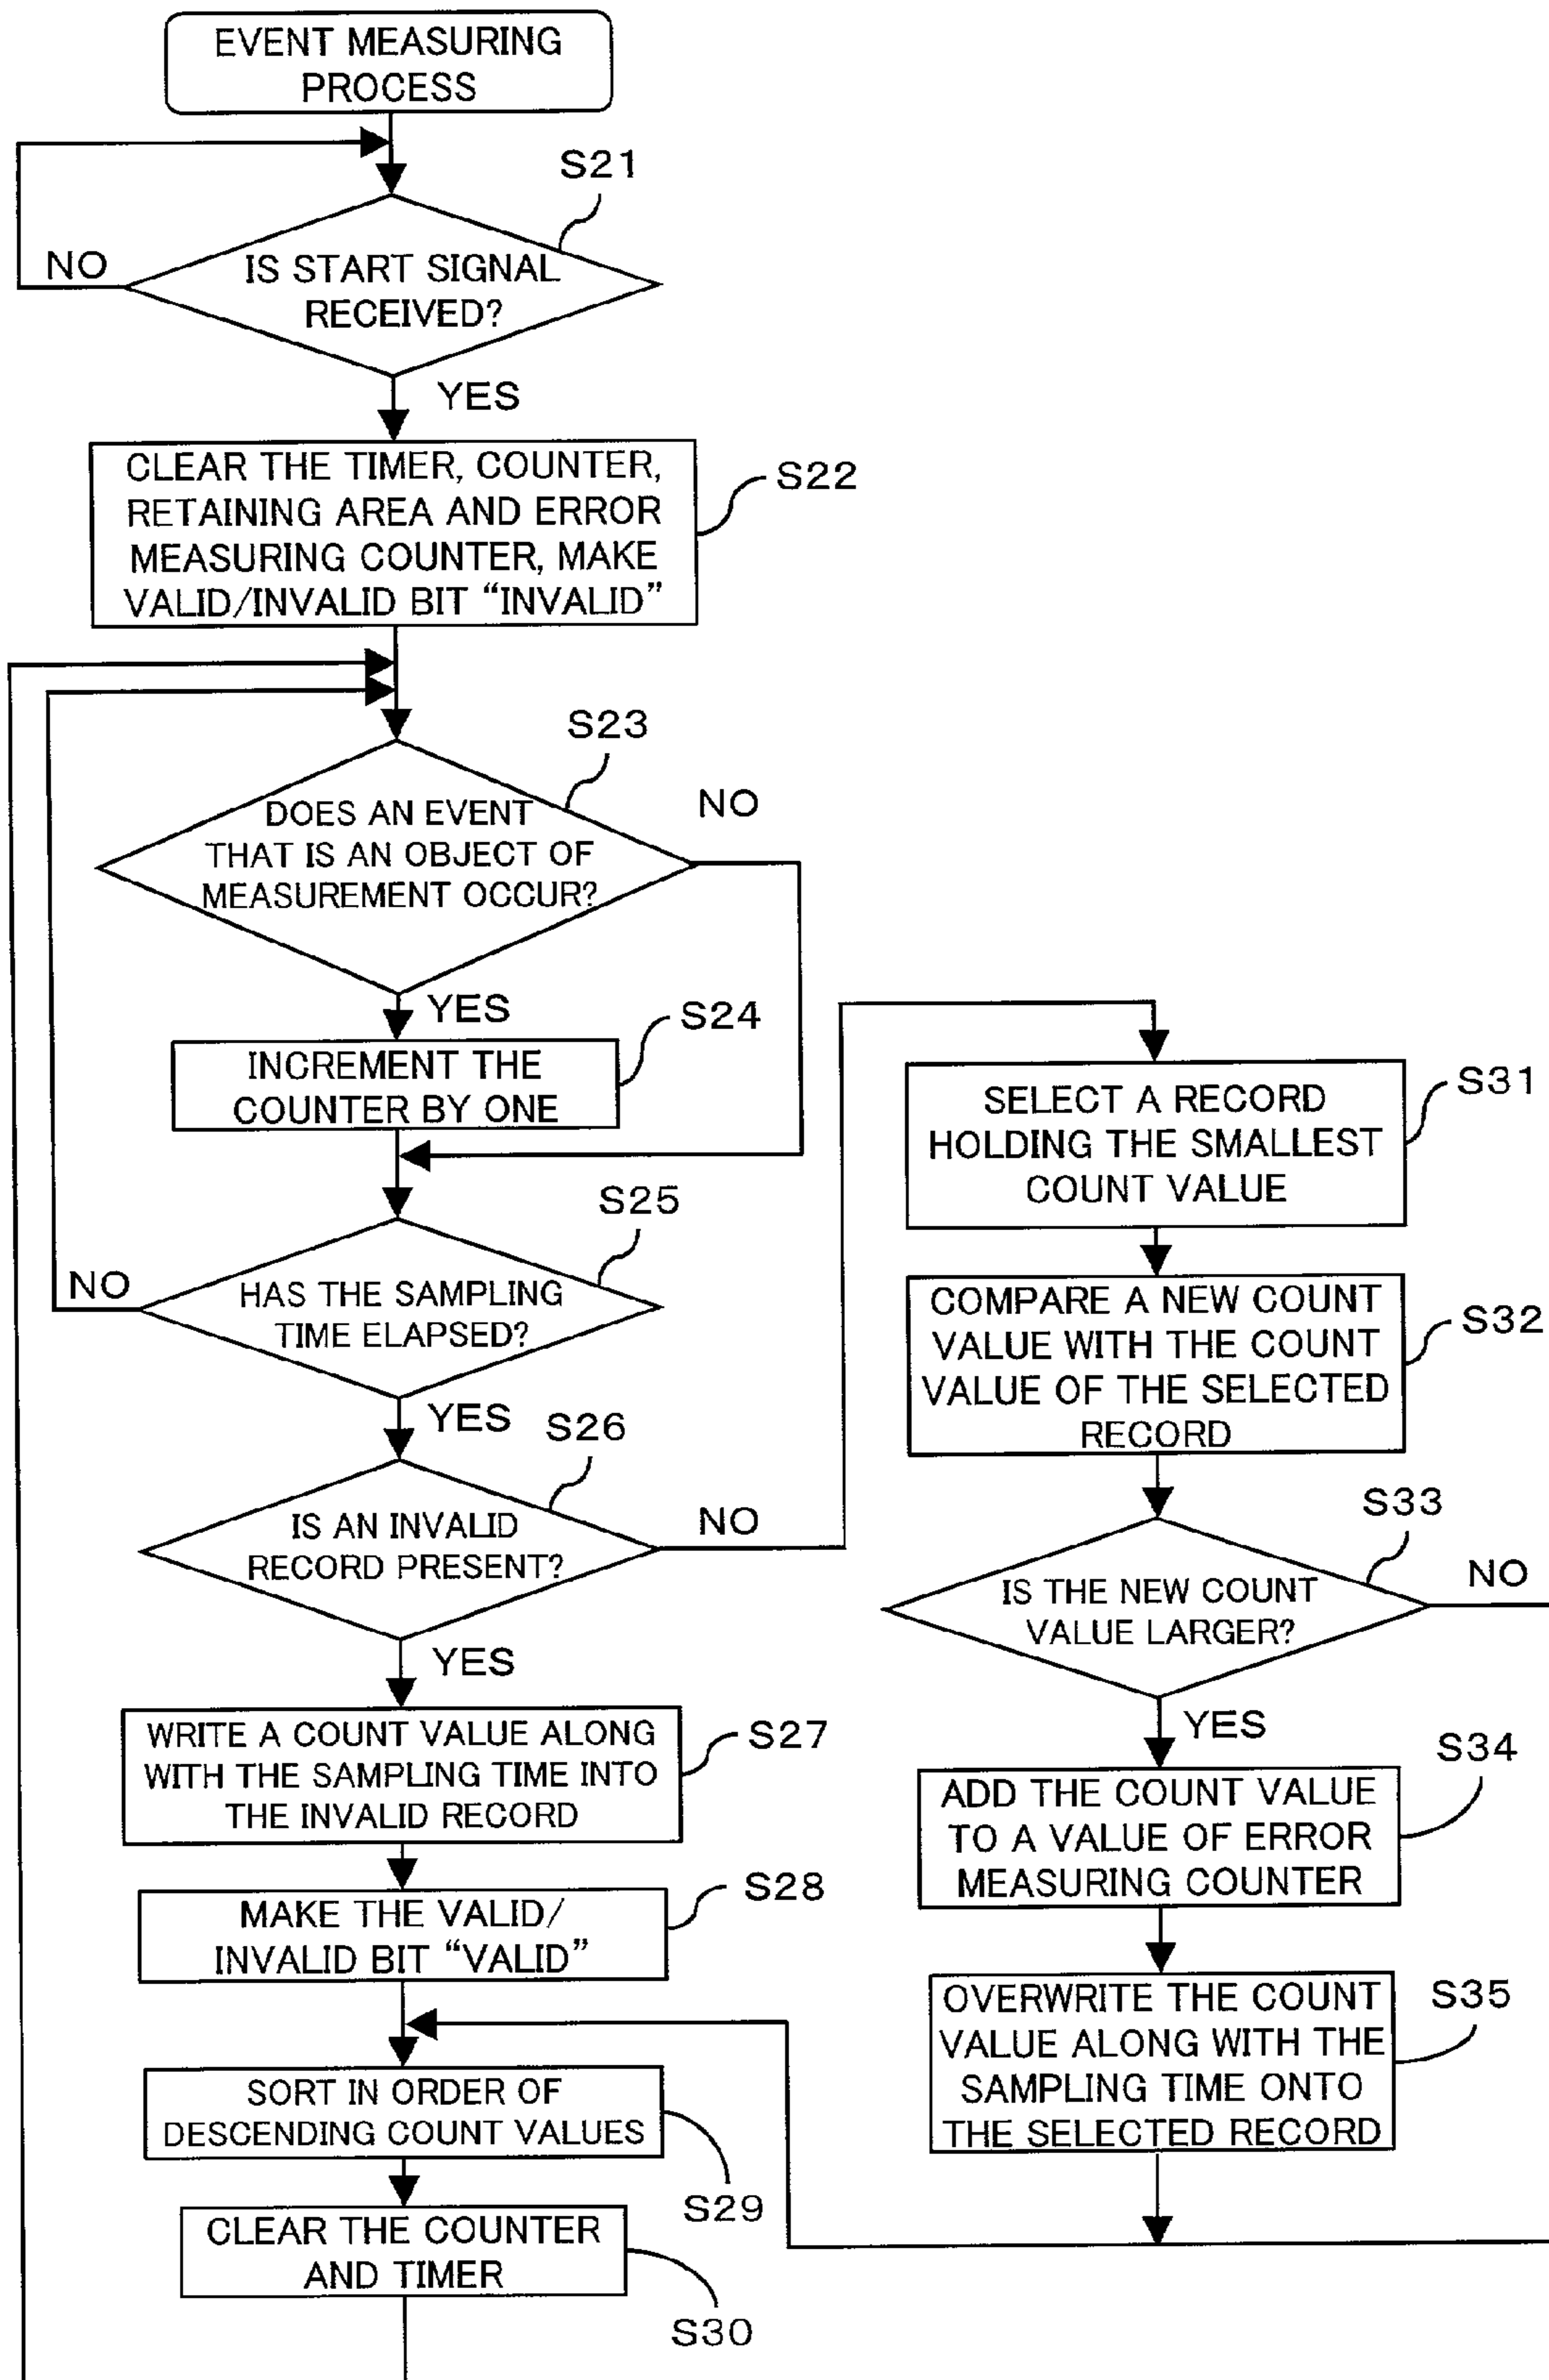 EVENT MEASURING
PROCESS
S21
NO
IS START SIGNAL
RECEIVED?
YES
CLEAR THE TIMER, COUNTER,
RETAINING AREA AND ERROR
MEASURING COUNTER, MAKE
VALID/INVALID BIT “INVALID”
S22
S23
DOES AN EVENT
THAT IS AN OBJECT OF
MEASUREMENT OCCUR?
NO
YES
S24
INCREMENT THE
COUNTER BY ONE
S25
NO
HAS THE SAMPLING
TIME ELAPSED?
YES
S26
IS AN INVALID
RECORD PRESENT?
NO
YES
WRITE A COUNT VALUE ALONG
WITH THE SAMPLING TIME INTO
THE INVALID RECORD
S27
MAKE THE VALID/
INVALID BIT “VALID”
S28
SORT IN ORDER OF
DESCENDING COUNT VALUES
S29
CLEAR THE COUNTER
AND TIMER
S30
SELECT A RECORD
HOLDING THE SMALLEST
COUNT VALUE
S31
COMPARE A NEW COUNT
VALUE WITH THE COUNT
VALUE OF THE SELECTED
RECORD
S32
S33
IS THE NEW COUNT
VALUE LARGER?
NO
YES
S34
ADD THE COUNT VALUE
TO A VALUE OF ERROR
MEASURING COUNTER
OVERWRITE THE COUNT
VALUE ALONG WITH THE
SAMPLING TIME ONTO
THE SELECTED RECORD
S35